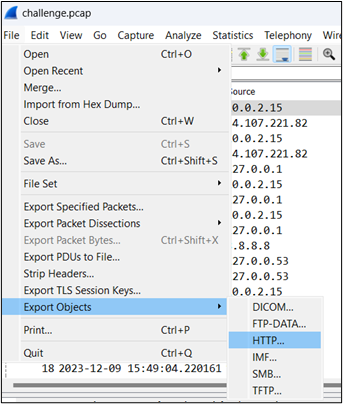 challenge.pcap
File Edit View Go Capture Analyze Statistics Telephony Wire
Open Ctrl+O
Open Recent
Merge...
Import from Hex Dump...
Close Ctrl+W
Save Ctrl+S
Save As... Ctrl+Shift+S
File Set
Export Specified Packets...
Export Packet Dissections
Export Packet Bytes... Ctrl+Shift+X
Export PDUs to File...
Strip Headers...
Export TLS Session Keys...
Export Objects
Print... Ctrl+P
Quit Ctrl+Q
Source
0.0.2.15
4.107.221.82
0.0.2.15
4.107.221.82
27.0.0.1
0.0.2.15
27.0.0.1
0.0.2.15
27.0.0.1
0.0.2.15
.8.8.8
27.0.0.53
27.0.0.53
0.0.2.15
DICOM...
FTP-DATA...
HTTP...
IMF...
SMB...
TFTP...
18 2023-12-09 15:49:04.220161